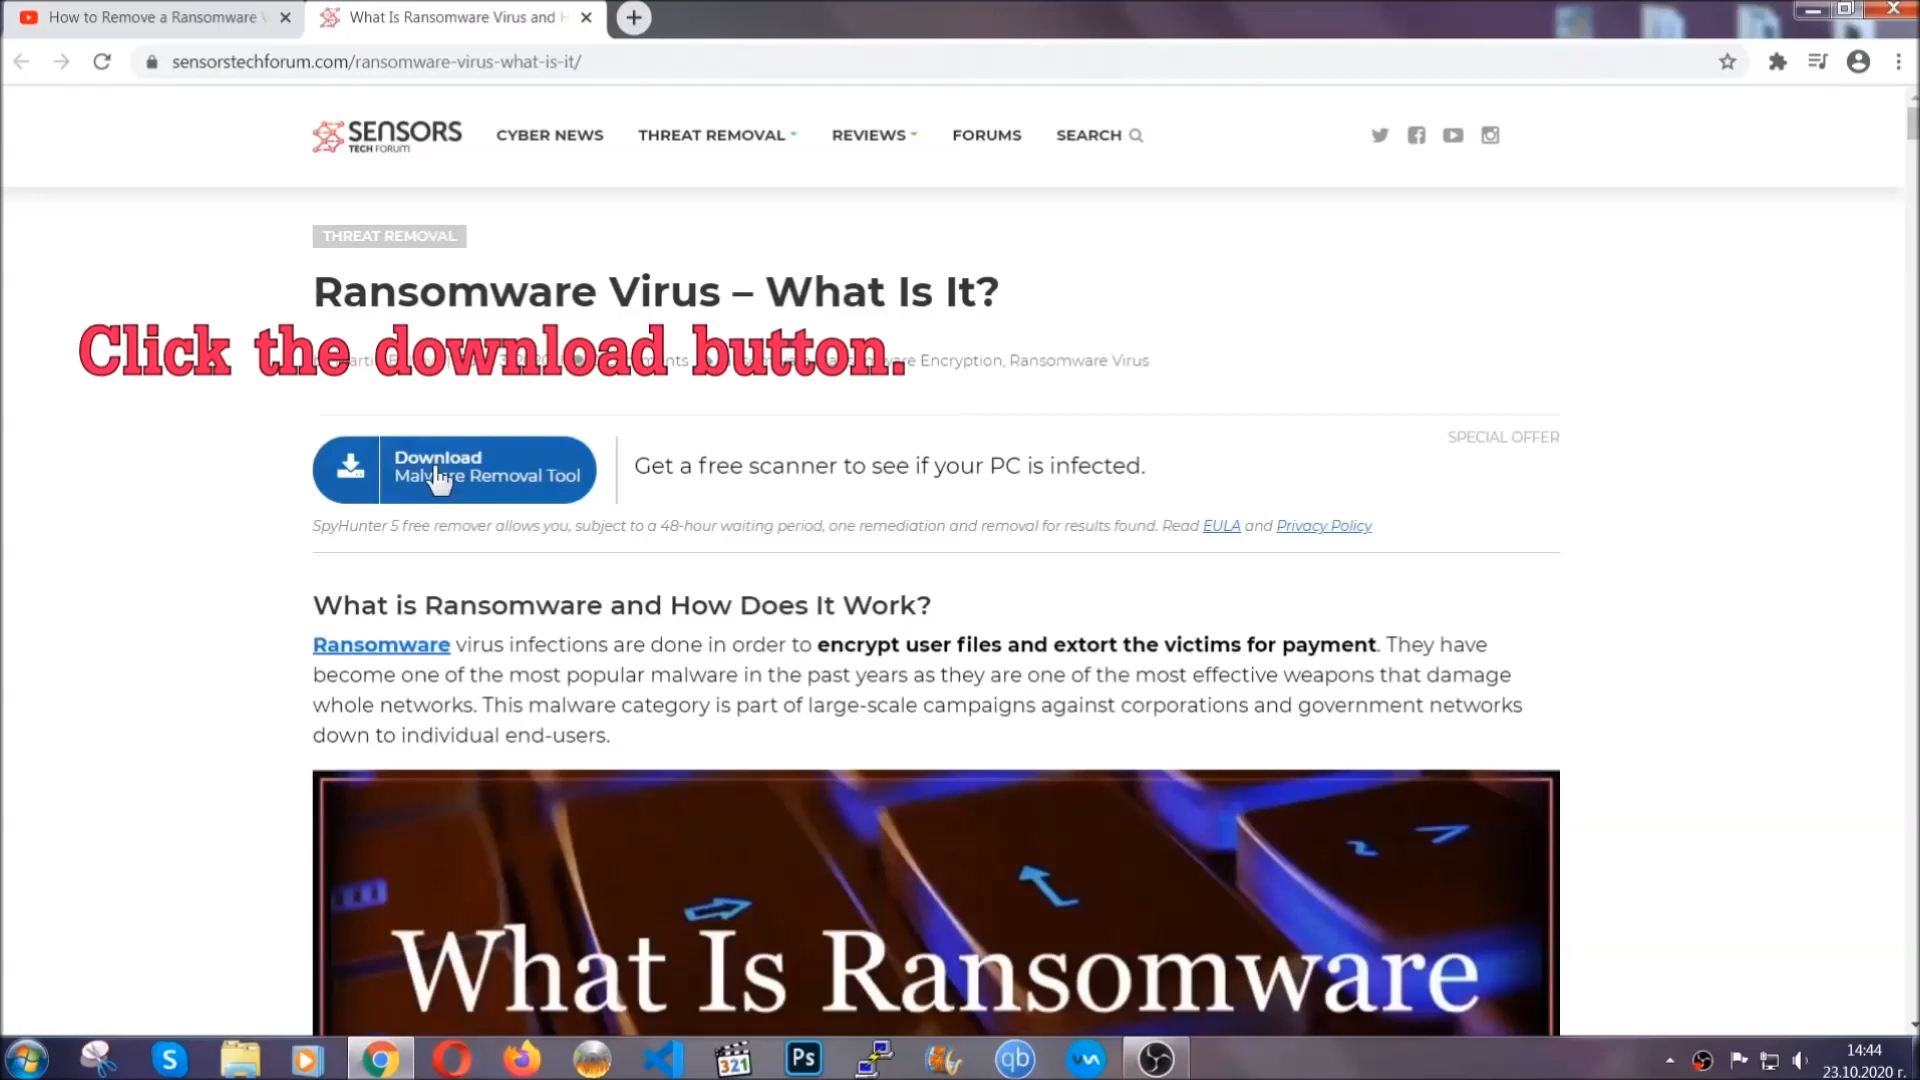 How to Remove a Ransomware
What Is Ransomware Virus and
sensorstechforum.com/ransomware-virus-what-is-it/
SENSORS
TECH FORUM
CYBER NEWS
THREAT REMOVAL
REVIEWS
FORUMS
SEARCH
THREAT REMOVAL
Ransomware Virus – What Is It?
Click the download button.
Encryption, Ransomware Virus
SPECIAL OFFER
Download
Malware Removal Tool
Get a free scanner to see if your PC is infected.
SpyHunter 5 free remover allows you, subject to a 48-hour waiting period, one remediation and removal for results found. Read EULA and Privacy Policy
What is Ransomware and How Does It Work?
Ransomware virus infections are done in order to encrypt user files and extort the victims for payment. They have
become one of the most popular malware in the past years as they are one of the most effective weapons that damage
whole networks. This malware category is part of large-scale campaigns against corporations and government networks
down to individual end-users.
What Is Ransomware
S
321
Ps
qb
14:44
23.10.2020 г.